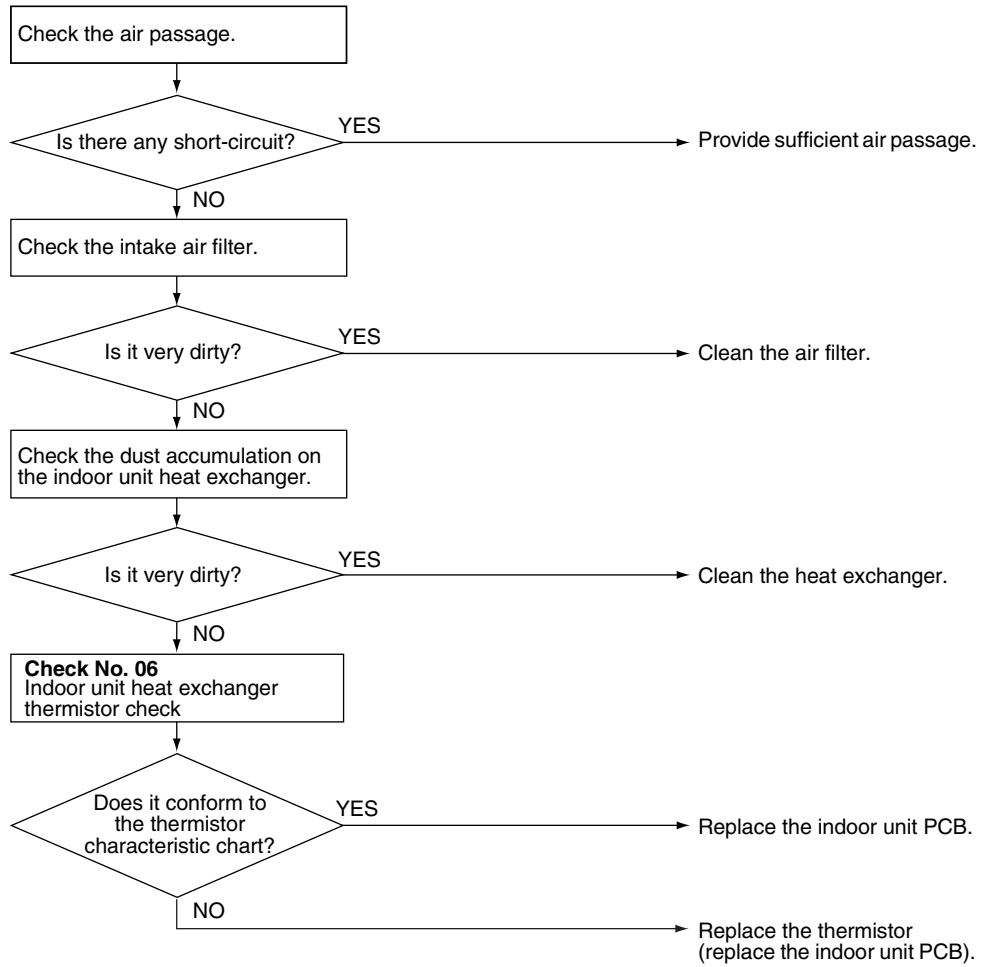 Check the air passage.
Is there any short-circuit?
YES
Provide sufficient air passage.
NO
Check the intake air filter.
Is it very dirty?
YES
Clean the air filter.
NO
Check the dust accumulation on
the indoor unit heat exchanger.
Is it very dirty?
YES
Clean the heat exchanger.
NO
Check No. 06
Indoor unit heat exchanger
thermistor check
Does it conform to
the thermistor
characteristic chart?
YES
Replace the indoor unit PCB.
NO
Replace the thermistor
(replace the indoor unit PCB).